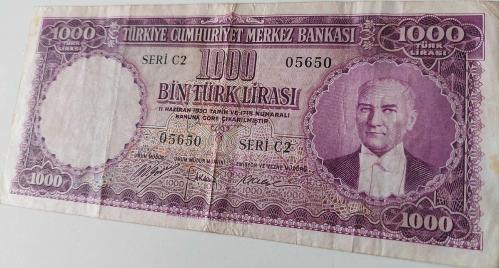 1000 TÜRKİYE CUMHURİYET MERKEZ BANKASI 1000
TÜRK LİRASI
TÜRK LİRASI
SERİ C2 1000 05650
BİN TÜRK LİRASI
11 HAZİRAN 1930 TARİH VE 1715 NUMARALI
KANUNA GÖRE ÇIKARILMIŞTIR.
05650 SERİ C2
UMUM MÜDÜR
1000 1000